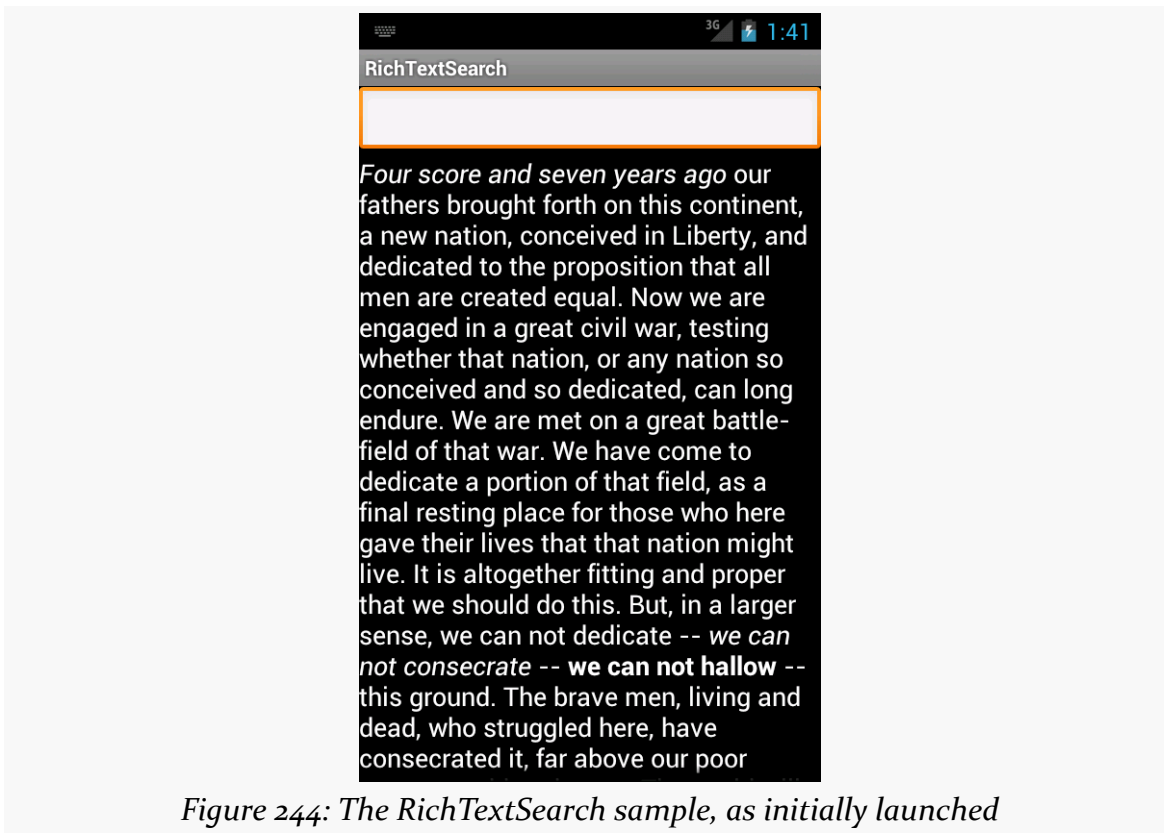 3G 1:41
RichTextSearch
Four score and seven years ago our
fathers brought forth on this continent,
a new nation, conceived in Liberty, and
dedicated to the proposition that all
men are created equal. Now we are
engaged in a great civil war, testing
whether that nation, or any nation so
conceived and so dedicated, can long
endure. We are met on a great battle-
field of that war. We have come to
dedicate a portion of that field, as a
final resting place for those who here
gave their lives that that nation might
live. It is altogether fitting and proper
that we should do this. But, in a larger
sense, we can not dedicate -- we can
not consecrate -- we can not hallow --
this ground. The brave men, living and
dead, who struggled here, have
consecrated it, far above our poor
Figure 244: The RichTextSearch sample, as initially launched